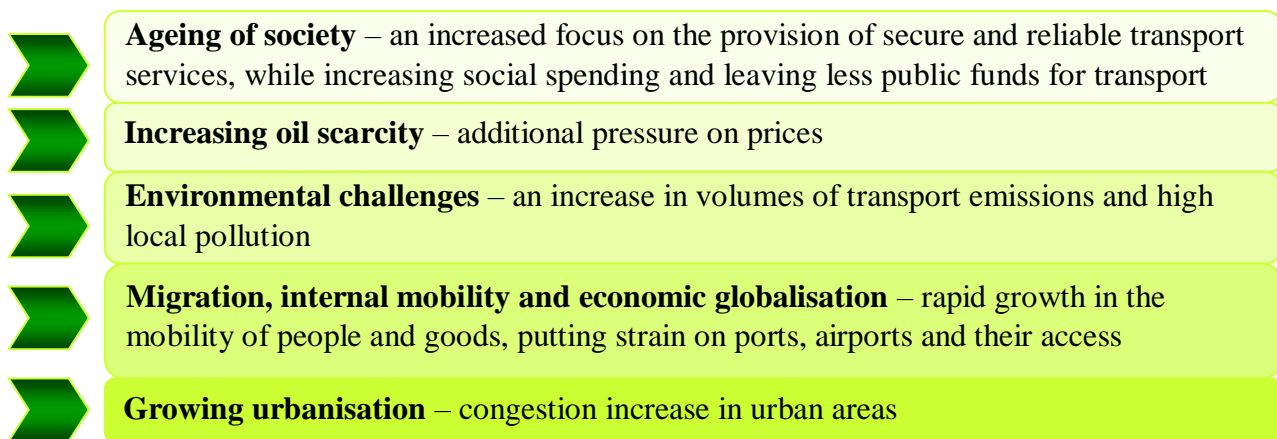 Ageing of society – an increased focus on the provision of secure and reliable transport
services, while increasing social spending and leaving less public funds for transport
Increasing oil scarcity – additional pressure on prices
Environmental challenges – an increase in volumes of transport emissions and high
local pollution
Migration, internal mobility and economic globalisation – rapid growth in the
mobility of people and goods, putting strain on ports, airports and their access
Growing urbanisation – congestion increase in urban areas